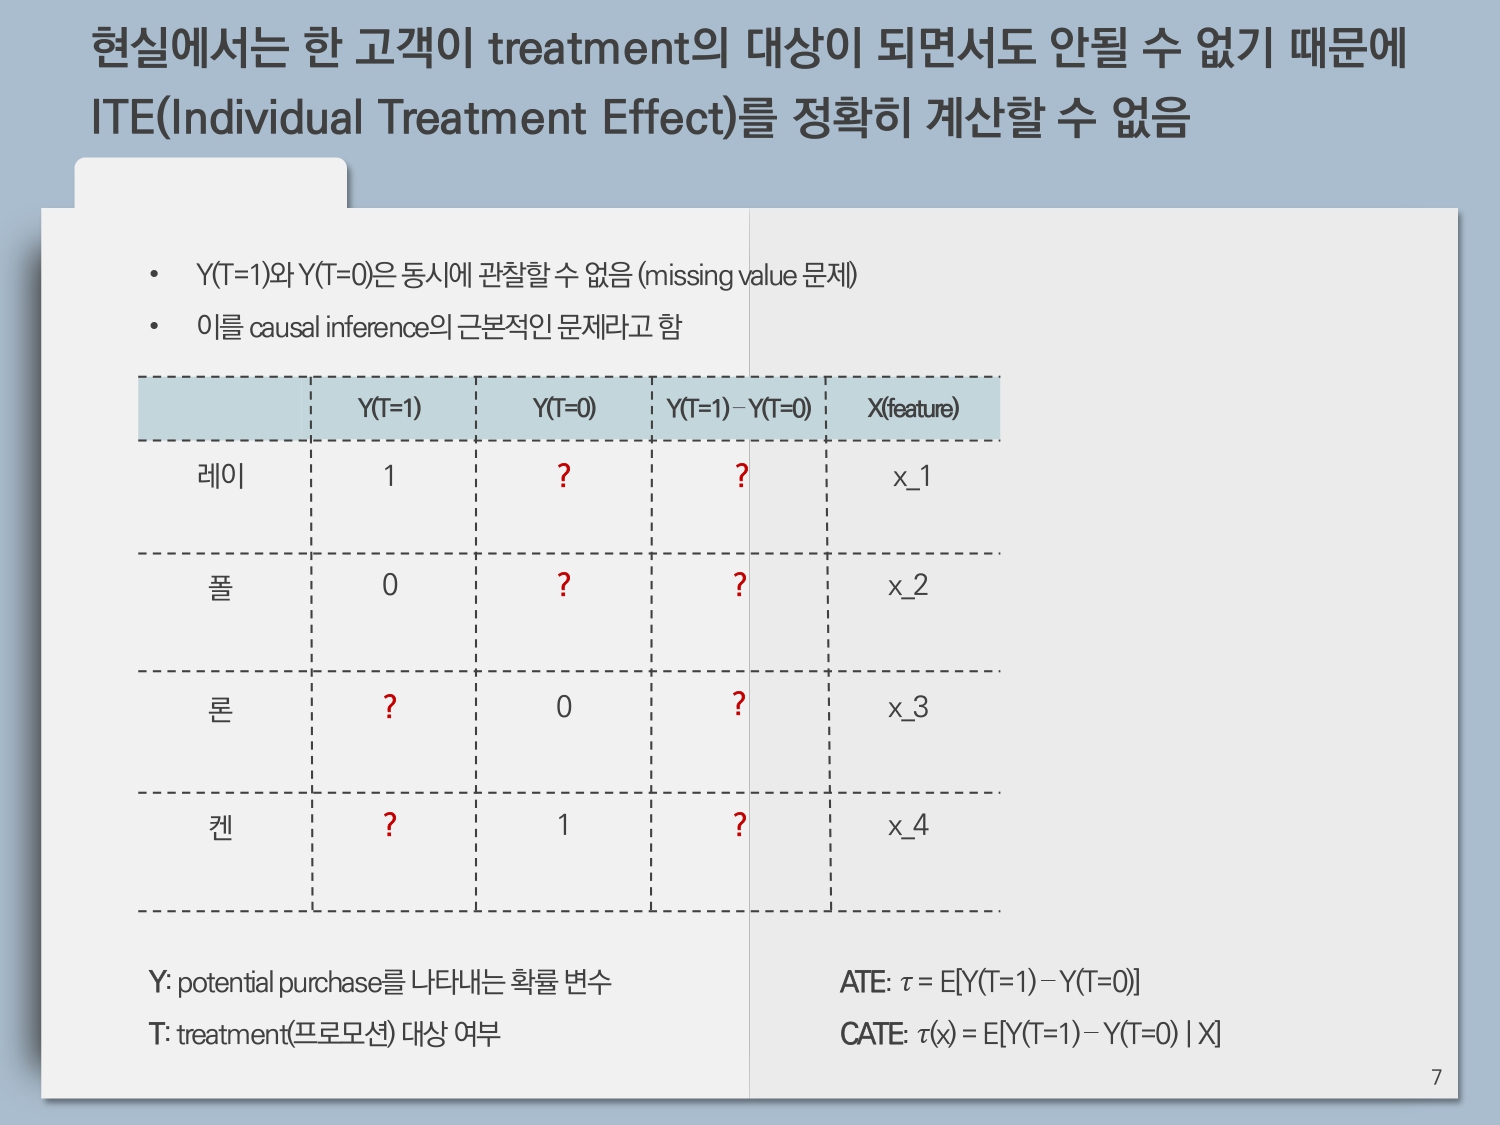 현실에서는 한 고객이 treatment의 대상이 되면서도 안될 수 없기 때문에
ITE(Individual Treatment Effect)를 정확히 계산할 수 없음
• Y(T=1)와 Y(T=0)은 동시에 관찰할 수 없음 (missing value 문제)
• 이를 causal inference의 근본적인 문제라고 함
Y(T=1) Y(T=0) Y(T=1) – Y(T=0) X(feature)
레이 1 ? ? x_1
폴 0 ? ? x_2
론 ? 0 ? x_3
켄 ? 1 ? x_4
Y: potential purchase를 나타내는 확률 변수
T: treatment(프로모션) 대상 여부
ATE: τ = E[Y(T=1) – Y(T=0)]
CATE: τ(x) = E[Y(T=1) – Y(T=0) | X]
7